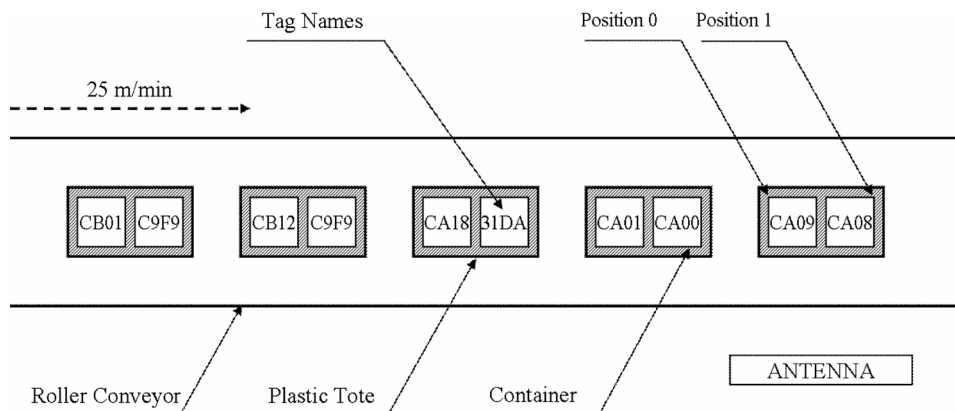 Tag Names
Position 0
Position 1
25 m/min
CB01 C9F9
CB12 C9F9
CA18 31DA
CA01 CA00
CA09 CA08
Roller Conveyor
Plastic Tote
Container
ANTENNA